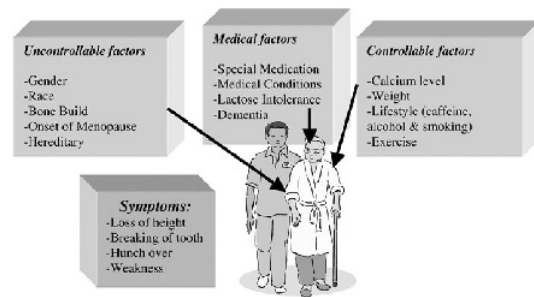 Uncontrollable factors
-Gender
-Race
-Bone Build
-Onset of Menopause
-Hereditary
Medical factors
-Special Medication
-Medical Conditions
-Lactose Intolerance
-Dementia
Controllable factors
-Calcium level
-Weight
-Lifestyle (caffeine,
alcohol & smoking)
-Exercise
Symptoms:
-Loss of height
-Breaking of tooth
-Hunch over
-Weakness